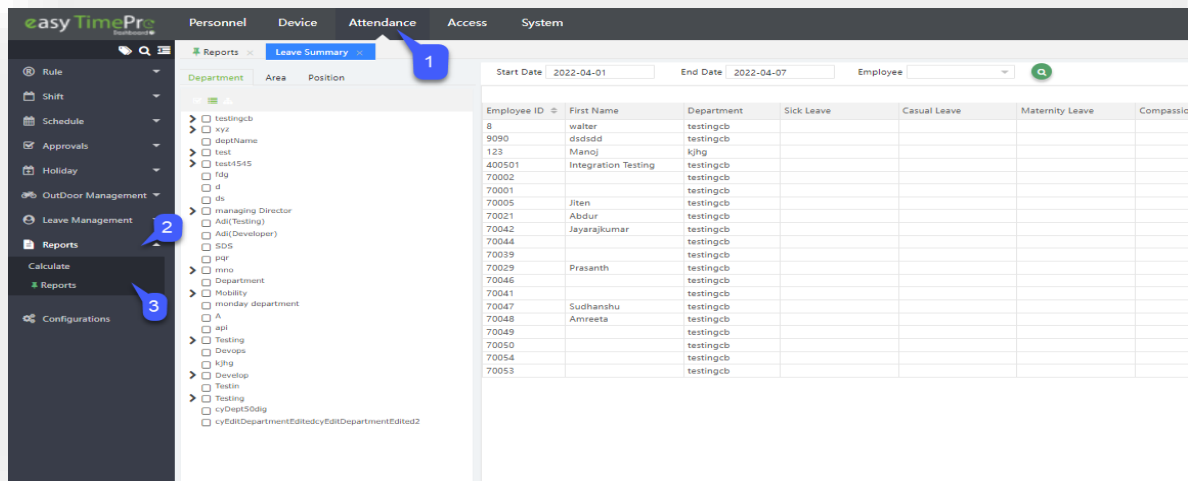 easy TimePro
Dashboard
Personnel Device Attendance Access System
Reports × Leave Summary ×
1
Rule
Shift
Schedule
Approvals
Holiday
OutDoor Management
Leave Management
2
Reports
Calculate
Reports
3
Configurations
Department Area Position
testingcb
xyz
deptName
test
test4545
fdg
d
ds
managing Director
Adi(Testing)
Adi(Developer)
SDS
pqr
mno
Department
Mobility
monday department
A
apl
Testing
Devops
kjhg
Develop
Testin
Testing
cyDept50dig
cyEditDepartmentEditedcyEditDepartmentEdited2
Start Date 2022-04-01 End Date 2022-04-07 Employee
Employee ID First Name Department Sick Leave Casual Leave Maternity Leave Compassio
8 walter testingcb
9090 dsdsdd testingcb
123 Manoj kjhg
400501 Integration Testing testingcb
70002 testingcb
70001 testingcb
70005 Jiten testingcb
70021 Abdur testingcb
70042 Jayarajkumar testingcb
70044 testingcb
70039 testingcb
70029 Prasanth testingcb
70046 testingcb
70041 testingcb
70047 Sudhanshu testingcb
70048 Amreeta testingcb
70049 testingcb
70050 testingcb
70054 testingcb
70053 testingcb